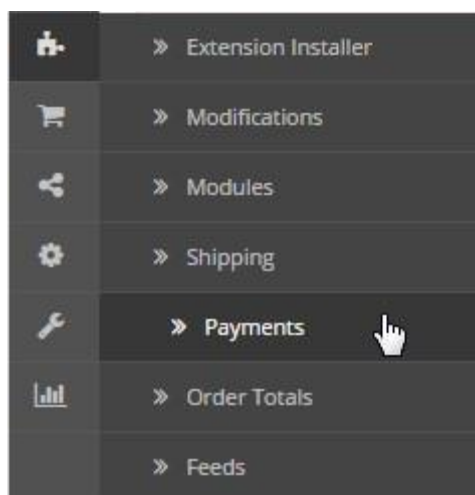 Extension Installer
Modifications
Modules
Shipping
Payments
Order Totals
Feeds